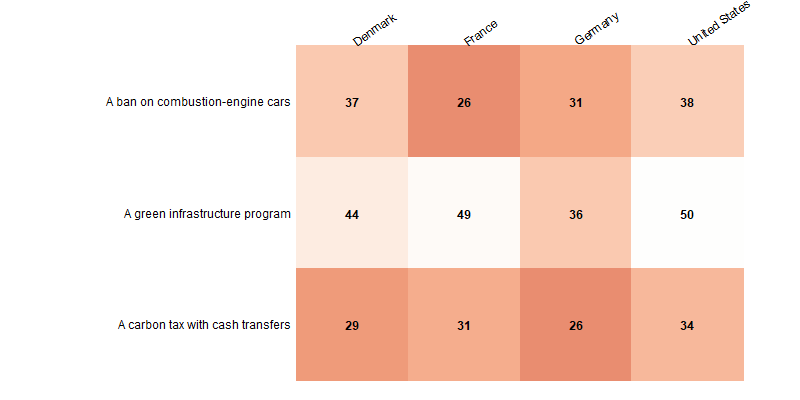 Denmark France Germany United States
A ban on combustion-engine cars 37 26 31 38
A green infrastructure program 44 49 36 50
A carbon tax with cash transfers 29 31 26 34